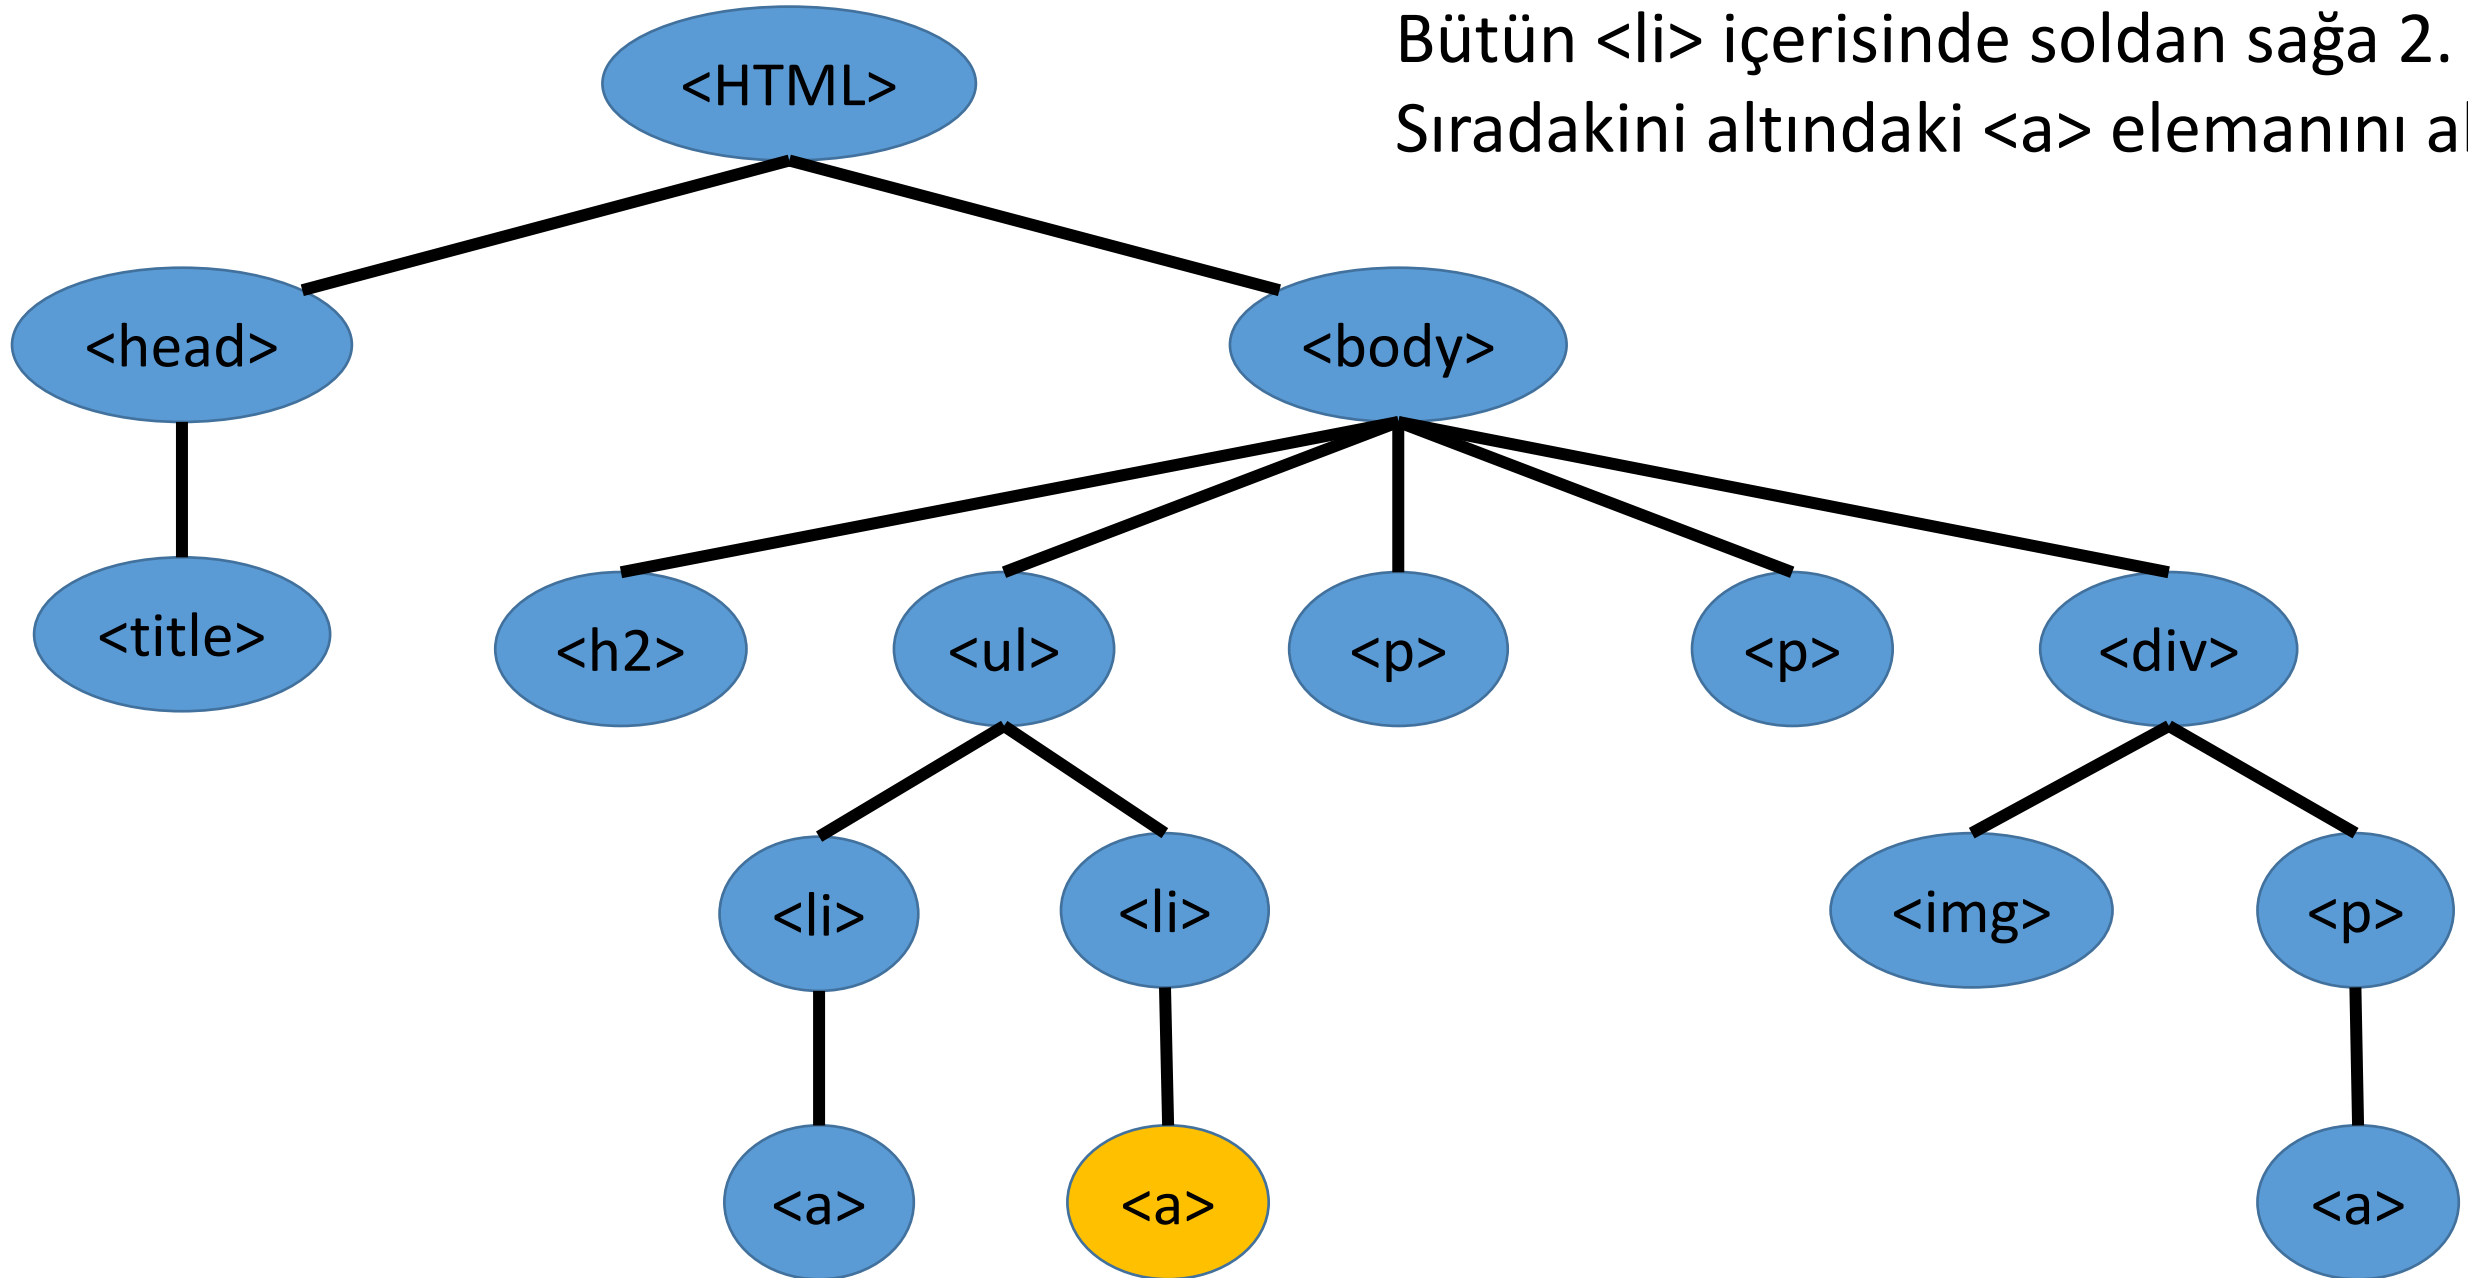 Bütün <li> içerisinde soldan sağa 2.
Sıradakini altındaki <a> elemanını
<HTML>
<head>
<body>
<title>
<h2>
<ul>
<p>
<p>
<div>
<li>
<li>
<img>
<p>
<a>
<a>
<a>